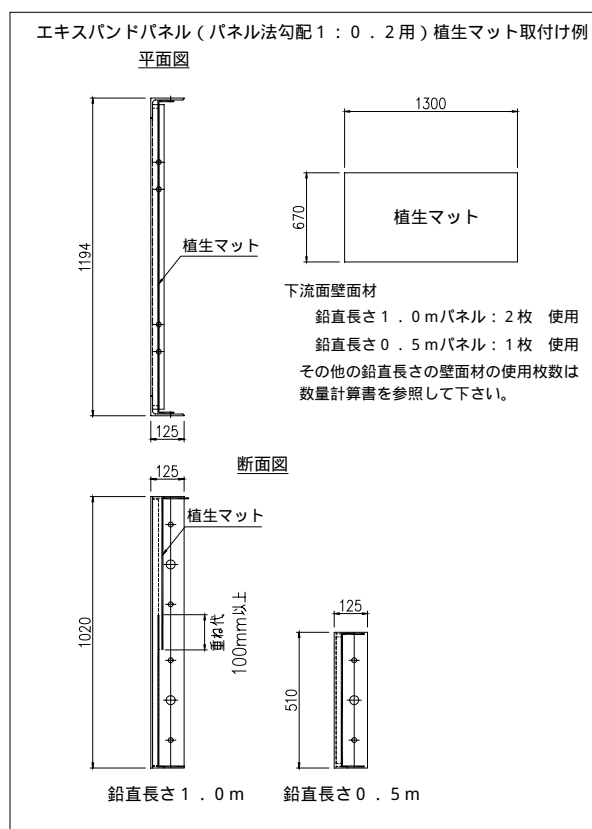 エキスパンドパネル(パネル法勾配1:0.2用)植生マット取付け例
平面図
1194
植生マット
125
1300
670
植生マット
下流面壁面材
鉛直長さ1.0mパネル:2枚 使用
鉛直長さ0.5mパネル:1枚 使用
その他の鉛直長さの壁面材の使用枚数は
数量計算書を参照して下さい。
断面図
125
植生マット
1020
重ね代
100mm以上
鉛直長さ1.0m
125
510
鉛直長さ0.5m